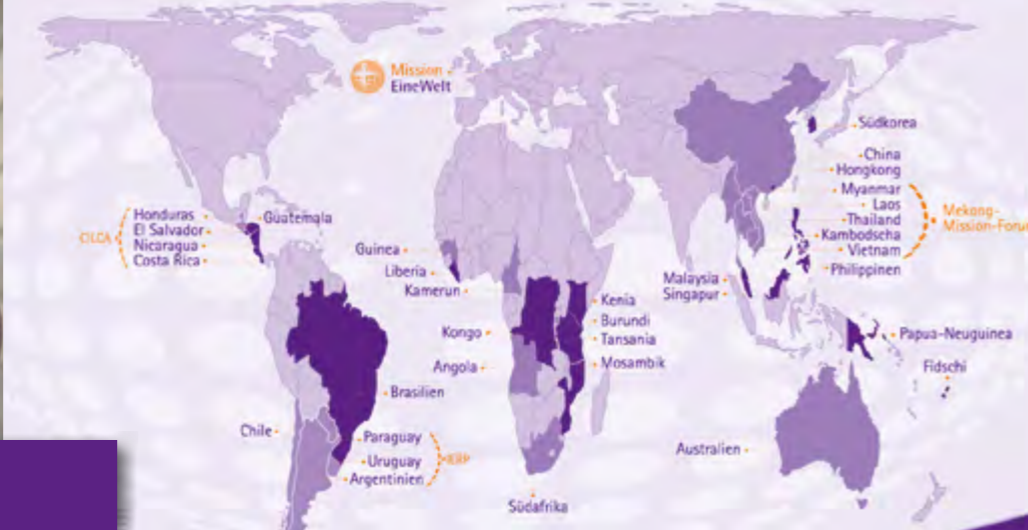 Mission
EineWelt
Südkorea
China
Hongkong
Myanmar
Laos
Thailand
Kambodscha
Vietnam
Philippinen
Mekong-
Mission-Foru
Honduras
El Salvador
Nicaragua
Costa Rica
CILCA
Guatemala
Guinea
Liberia
Kamerun
Kongo
Angola
Kenia
Burundi
Tansania
Mosambik
Malaysia
Singapur
Papua-Neuguinea
Fidschi
Brasilien
Chile
Paraguay
Uruguay
Argentinien
IERP
Australien
Südafrika